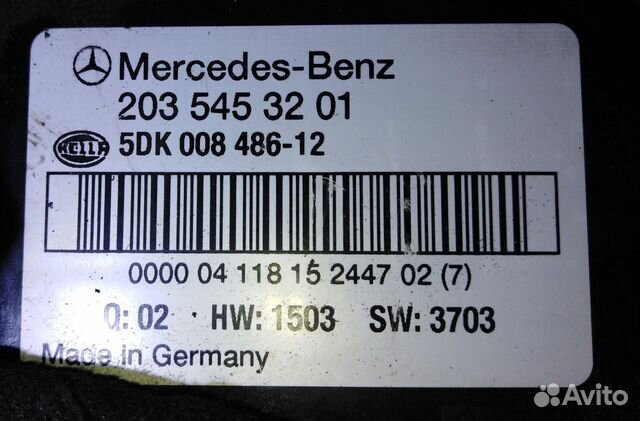 Mercedes-Benz
203 545 32 01
HELLA 5DK 008 486-12
0000 04 118 15 2447 02 (7)
Q: 02 HW: 1503 SW: 3703
Made in Germany
Avito